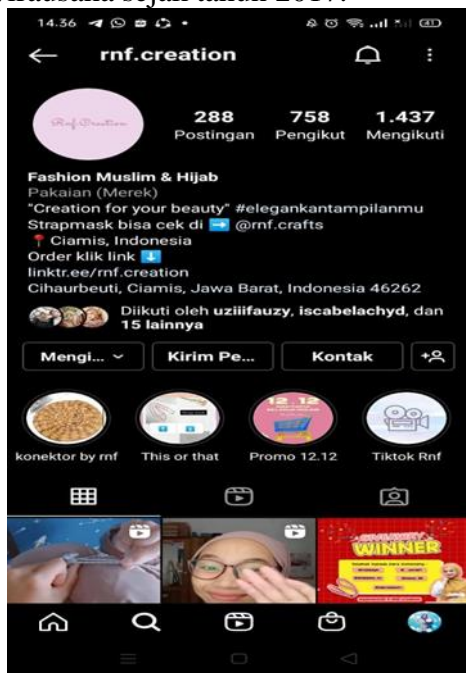 14.36
rnf.creation
Rnf.Creation
288 758 1.437
Postingan Pengikut Mengikuti
Fashion Muslim & Hijab
Pakaian (Merek)
"Creation for your beauty" #elegankantampilanmu
Strapmask bisa cek di ➡️ @rnf.crafts
📍 Ciamis, Indonesia
Order klik link ⬇️
linktr.ee/rnf.creation
Cihaurbeuti, Ciamis, Jawa Barat, Indonesia 46262
Diikuti oleh uziiifauzy, iscabelachyd, dan
15 lainnya
Mengi... Kirim Pe... Kontak
konektor by rnf This or that Promo 12.12 Tiktok Rnf
12.12
WINNER